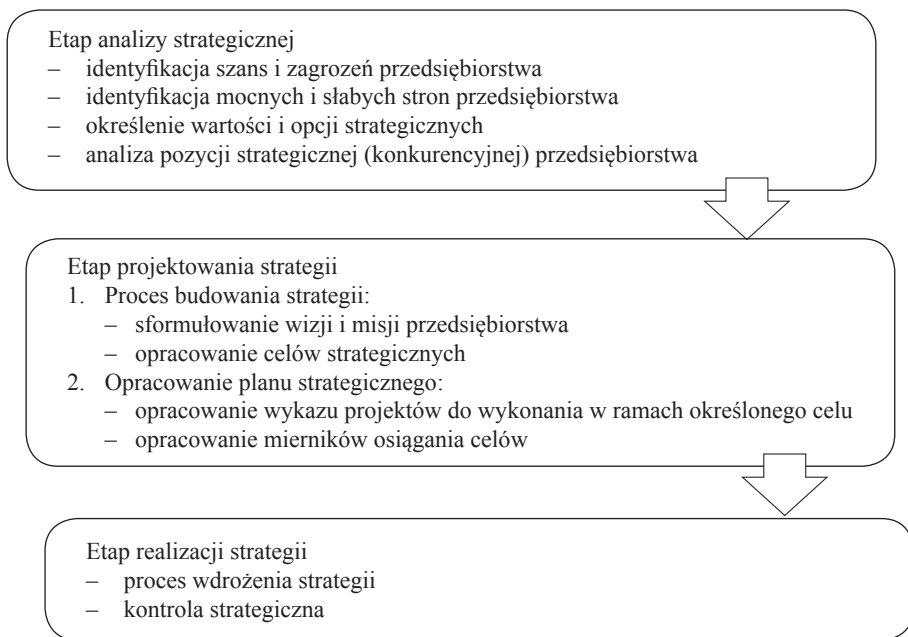 Etap analizy strategicznej
– identyfikacja szans i zagrozeń przedsiębiorstwa
– identyfikacja mocnych i słabych stron przedsiębiorstwa
– określenie wartości i opcji strategicznych
– analiza pozycji strategicznej (konkurencyjnej) przedsiębiorstwa
Etap projektowania strategii
1. Proces budowania strategii:
– sformułowanie wizji i misji przedsiębiorstwa
– opracowanie celów strategicznych
2. Opracowanie planu strategicznego:
– opracowanie wykazu projektów do wykonania w ramach określonego celu
– opracowanie mierników osiągania celów
Etap realizacji strategii
– proces wdrożenia strategii
– kontrola strategiczna